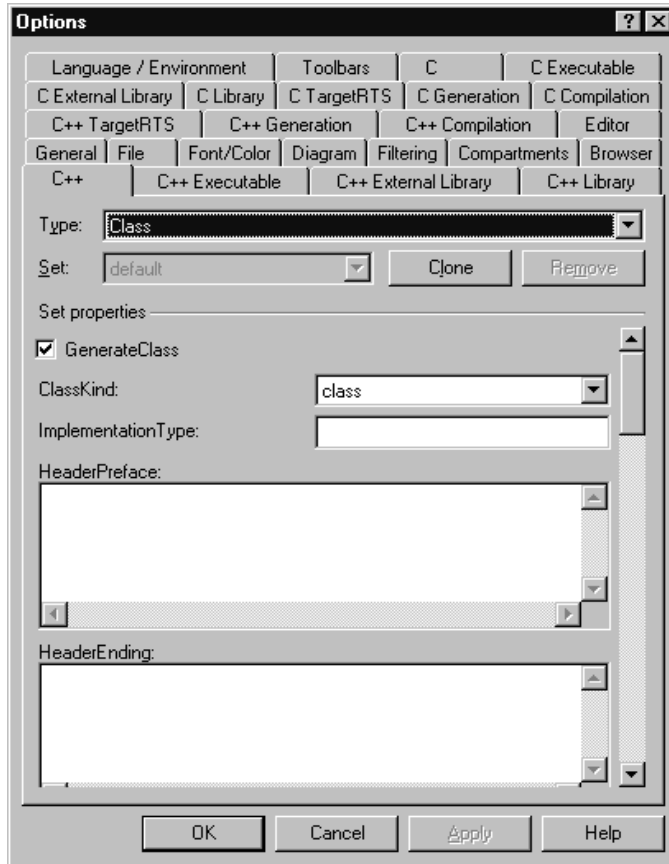 Options
Language / Environment Toolbars C C Executable
C External Library C Library C TargetRTS C Generation C Compilation
C++ TargetRTS C++ Generation C++ Compilation Editor
General File Font/Color Diagram Filtering Compartments Browser
C++ C++ Executable C++ External Library C++ Library
Type: Class
Set: default Clone Remove
Set properties
GenerateClass
ClassKind: class
ImplementationType:
HeaderPreface:
HeaderEnding:
OK Cancel Apply Help